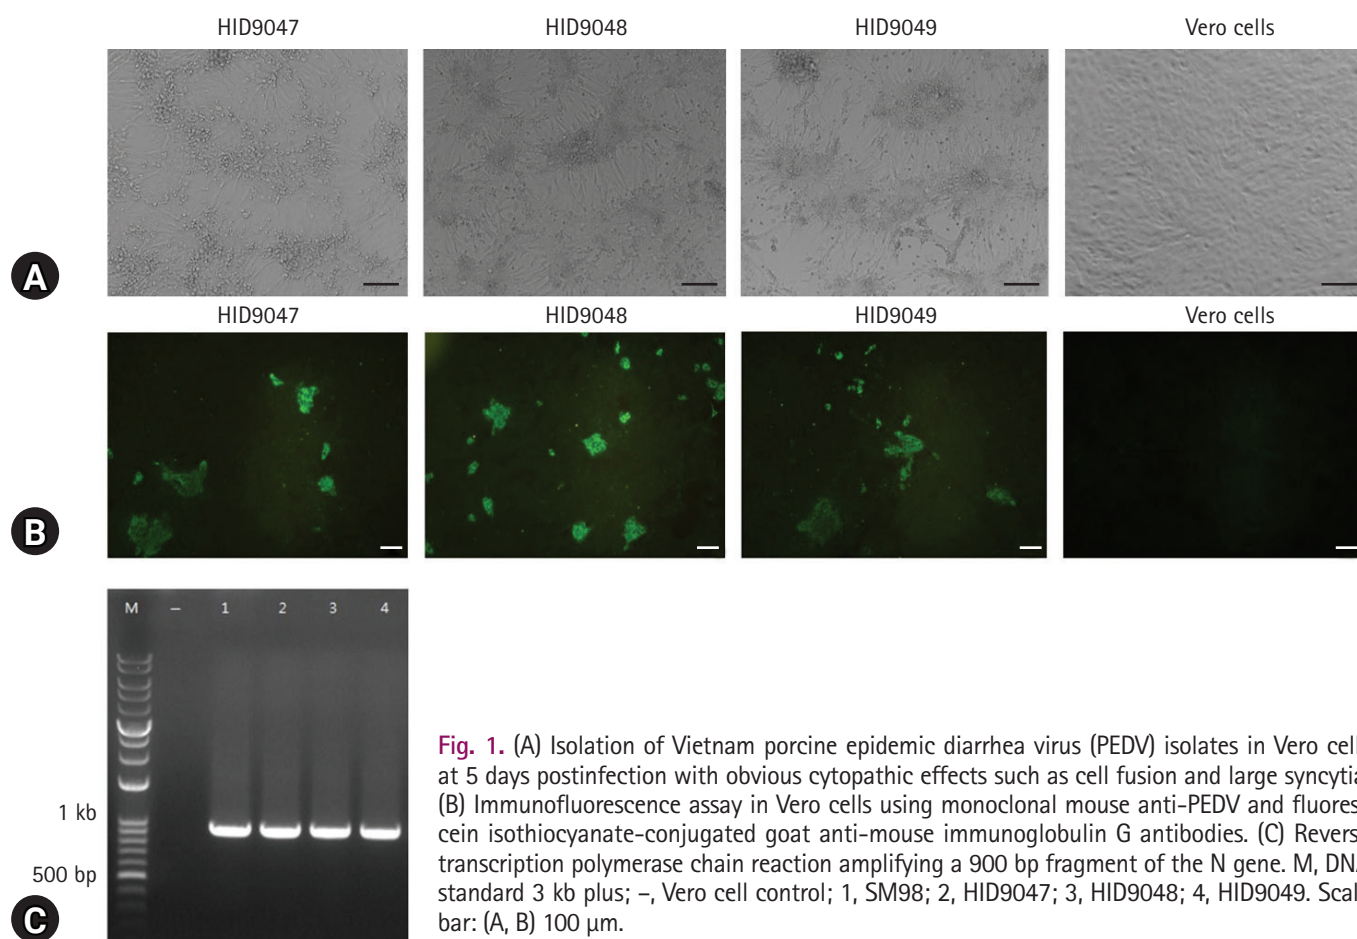 HID9047 HID9048 HID9049 Vero cells
A
HID9047 HID9048 HID9049 Vero cells
B
M – 1 2 3 4
1 kb
500 bp
C
Fig. 1. (A) Isolation of Vietnam porcine epidemic diarrhea virus (PEDV) isolates in Vero cell
at 5 days postinfection with obvious cytopathic effects such as cell fusion and large syncytia
(B) Immunofluorescence assay in Vero cells using monoclonal mouse anti-PEDV and fluores
cein isothiocyanate-conjugated goat anti-mouse immunoglobulin G antibodies. (C) Revers
transcription polymerase chain reaction amplifying a 900 bp fragment of the N gene. M, DN
standard 3 kb plus; –, Vero cell control; 1, SM98; 2, HID9047; 3, HID9048; 4, HID9049. Scal
bar: (A, B) 100 μm.